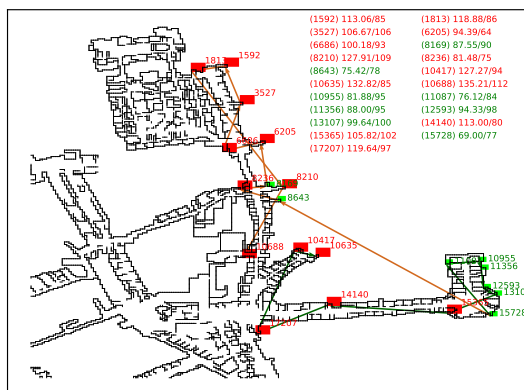 (1592) 113.06/85 (1813) 118.88/86
(3527) 106.67/106 (6205) 94.39/64
(6686) 100.18/93 (8169) 87.55/90
(8210) 127.91/109 (8236) 81.48/75
(8643) 75.42/78 (10417) 127.27/94
(10635) 132.82/85 (10688) 135.21/112
(10955) 81.88/95 (11087) 76.12/84
(11356) 88.00/95 (12593) 94.33/98
(13107) 99.64/100 (14140) 113.00/80
(15365) 105.82/102 (15728) 69.00/77
(17207) 119.64/97
1592
3527
6205
8236
8210
8643
10688
10417
10635
10955
11356
12593
14140
15728